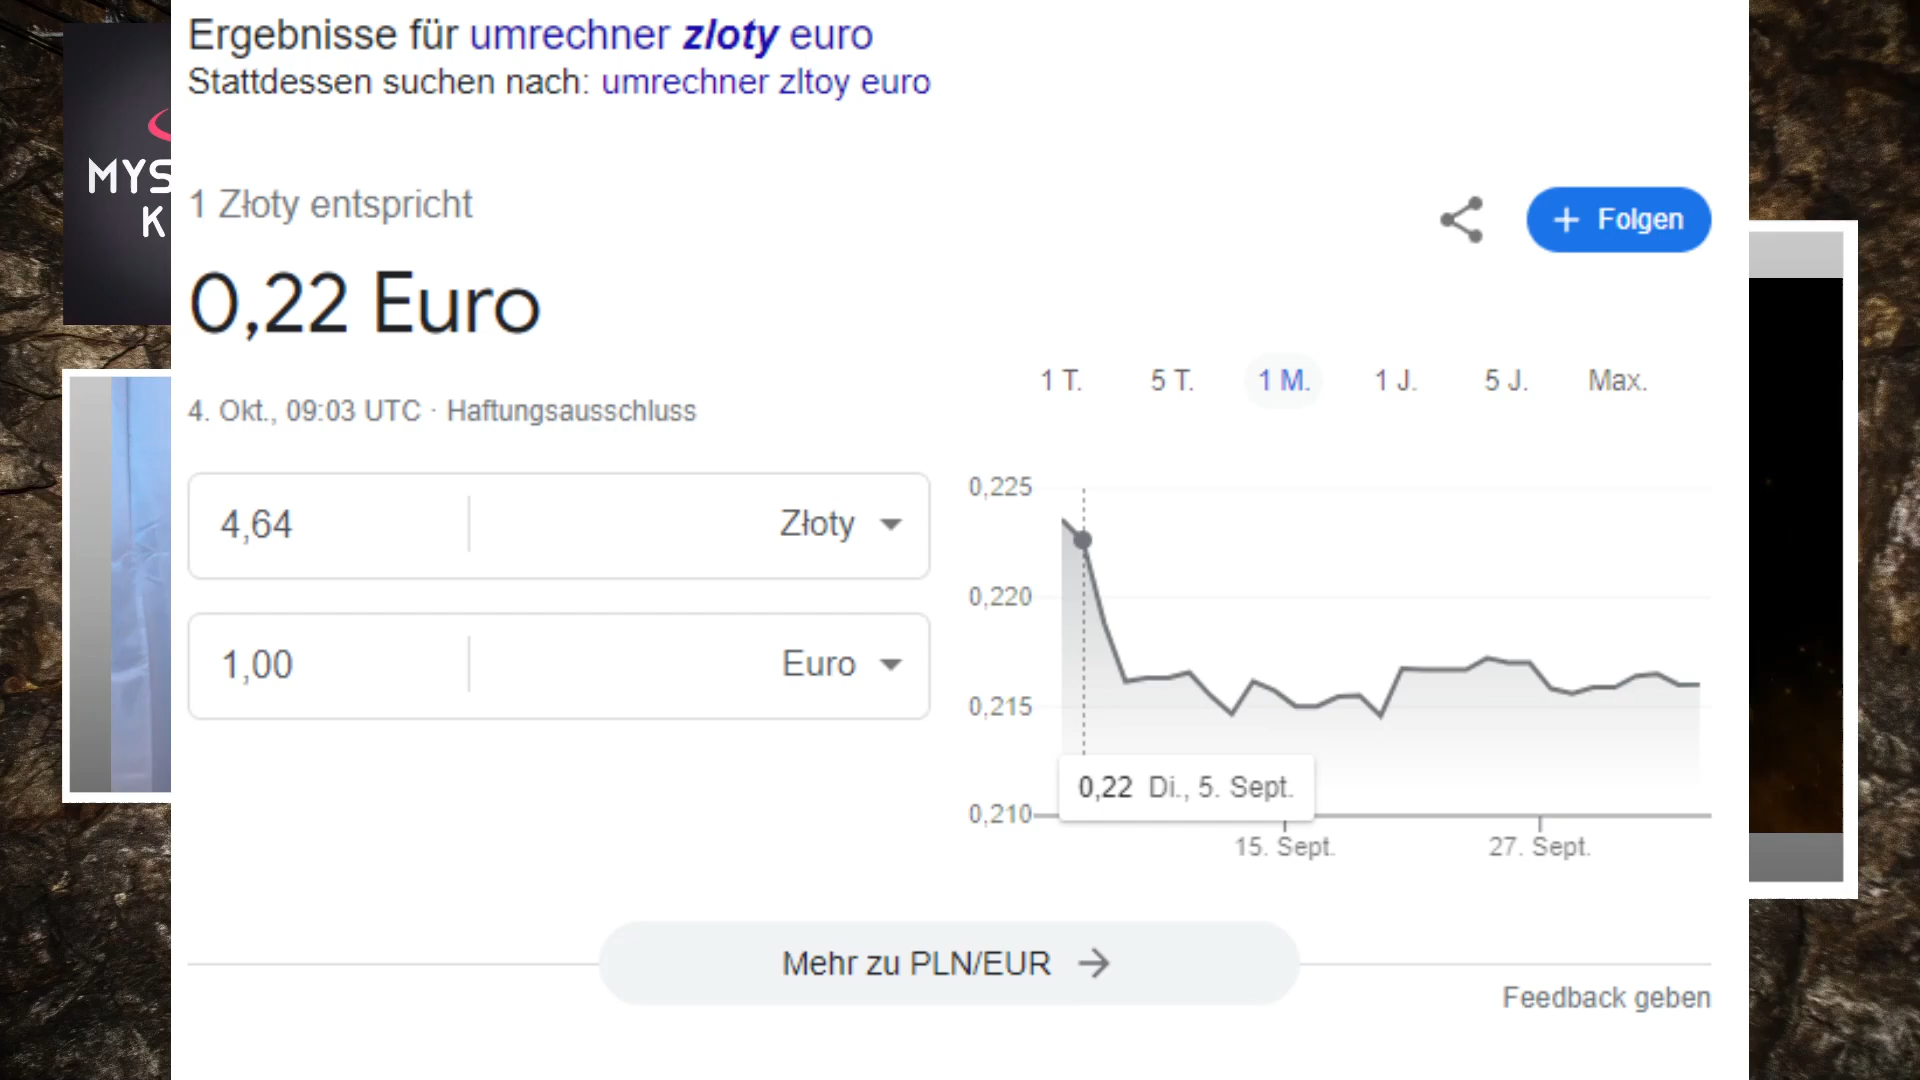 Ergebnisse für umrechner zloty euro
Stattdessen suchen nach: umrechner zltoy euro
MYS
K
1 Złoty entspricht
Folgen
0,22 Euro
4. Okt., 09:03 UTC · Haftungsausschluss
1 T. 5 T. 1 M. 1 J. 5 J. Max.
4,64 Złoty
1,00 Euro
0,225
0,220
0,215
0,210
0,22 Di., 5. Sept.
15. Sept. 27. Sept.
Mehr zu PLN/EUR
Feedback geben